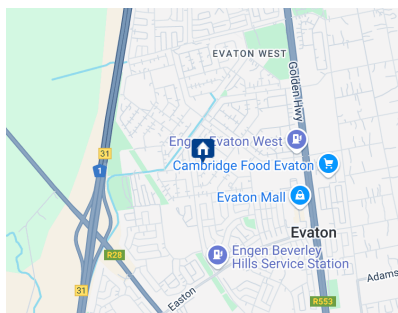 EVATON WEST
Golden Hwy
Engen Evaton West
31
Cambridge Food Evaton
1
Evaton Mall
Evaton
R28
Engen Beverley
Hills Service Station
Adams
31
Easton
R553